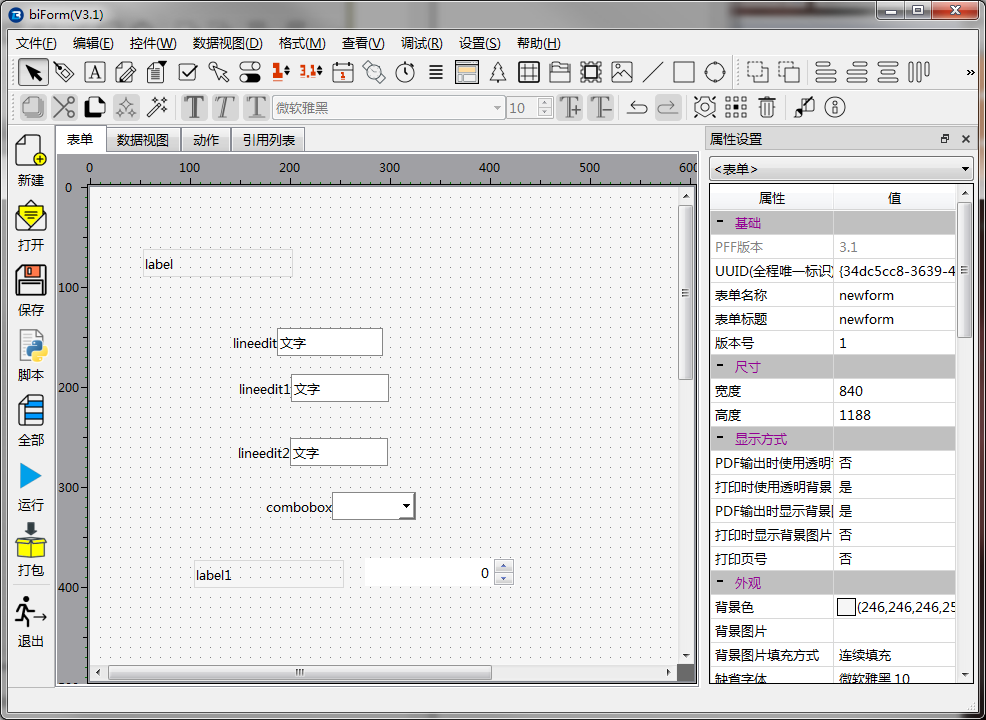 biForm(V3.1)
文件(F) 编辑(E) 控件(W) 数据视图(D) 格式(M) 查看(V) 调试(R) 设置(S) 帮助(H)
微软雅黑 10
表单 数据视图 动作 引用列表
新建
打开
保存
脚本
全部
运行
打包
退出
0 100 200 300 400 500 600
0
100
200
300
400
label
lineedit 文字
lineedit1 文字
lineedit2 文字
combobox
label1 0
属性设置
<表单>
属性 值
基础
PFF版本 3.1
UUID(全程唯一标识) {34dc5cc8-3639-4
表单名称 newform
表单标题 newform
版本号 1
尺寸
宽度 840
高度 1188
显示方式
PDF输出时使用透明 否
打印时使用透明背景 是
PDF输出时显示背景 是
打印时显示背景图片 否
打印页号 否
外观
背景色 (246,246,246,25
背景图片
背景图片填充方式 连续填充
缺省字体 微软雅黑 10